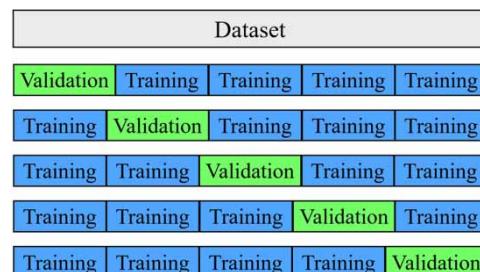 Dataset
Validation Training Training Training Training
Training Validation Training Training Training
Training Training Validation Training Training
Training Training Training Validation Training
Training Training Training Training Validation